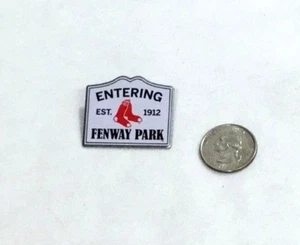 ENTERING
EST. 1912
FENWAY PARK